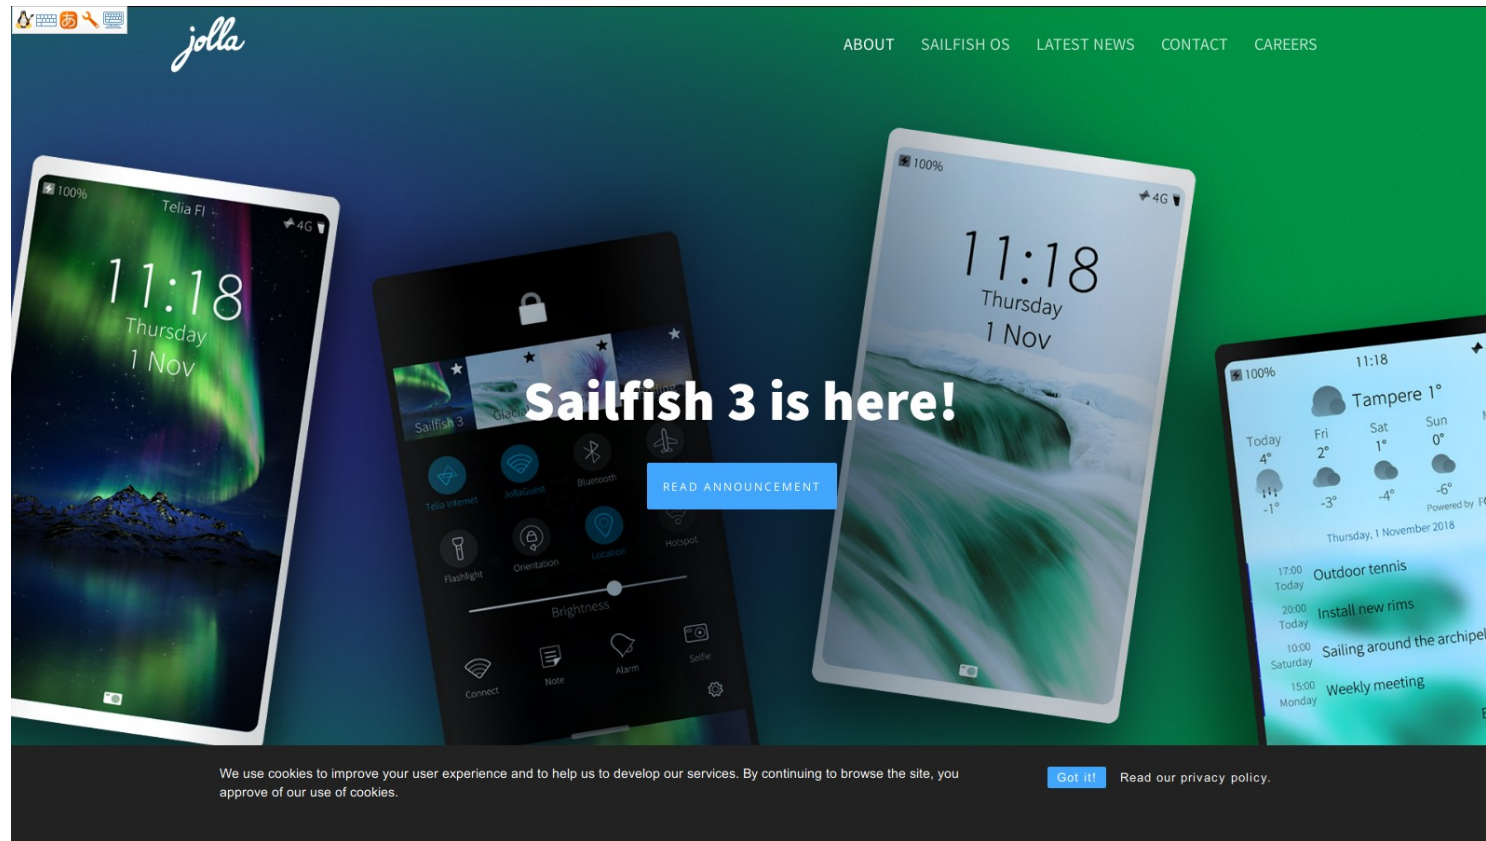 あ
jolla
ABOUT SAILFISH OS LATEST NEWS CONTACT CAREERS
100%
Telia FI
4G
11:18
Thursday
1 Nov
Sailfish 3
Glacial
Telia Internet
JollaGuest
Bluetooth
Flashlight
Orientation
Location
Hotspot
Brightness
Connect
Note
Alarm
Selfie
100%
4G
11:18
Thursday
1 Nov
Sailfish 3 is here!
READ ANNOUNCEMENT
100%
11:18
Tampere 1°
Today Fri Sat Sun
4° 2° 1° 0°
-1° -3° -4° -6°
Powered by
Thursday, 1 November 2018
17:00 Outdoor tennis
Today
20:00 Install new rims
Today
10:00 Sailing around the archipel
Saturday
15:00 Weekly meeting
Monday
We use cookies to improve your user experience and to help us to develop our services. By continuing to browse the site, you
approve of our use of cookies.
Got it! Read our privacy policy.